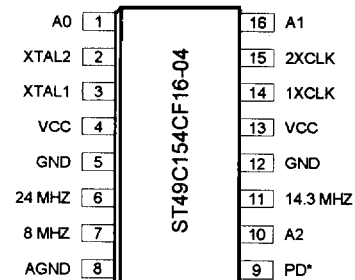 A0 1 16 A1
XTAL2 2 15 2XCLK
XTAL1 3 14 1XCLK
VCC 4 13 VCC
GND 5 12 GND
24 MHZ 6 11 14.3 MHZ
8 MHZ 7 10 A2
AGND 8 9 PD*
ST49C154CF16-04